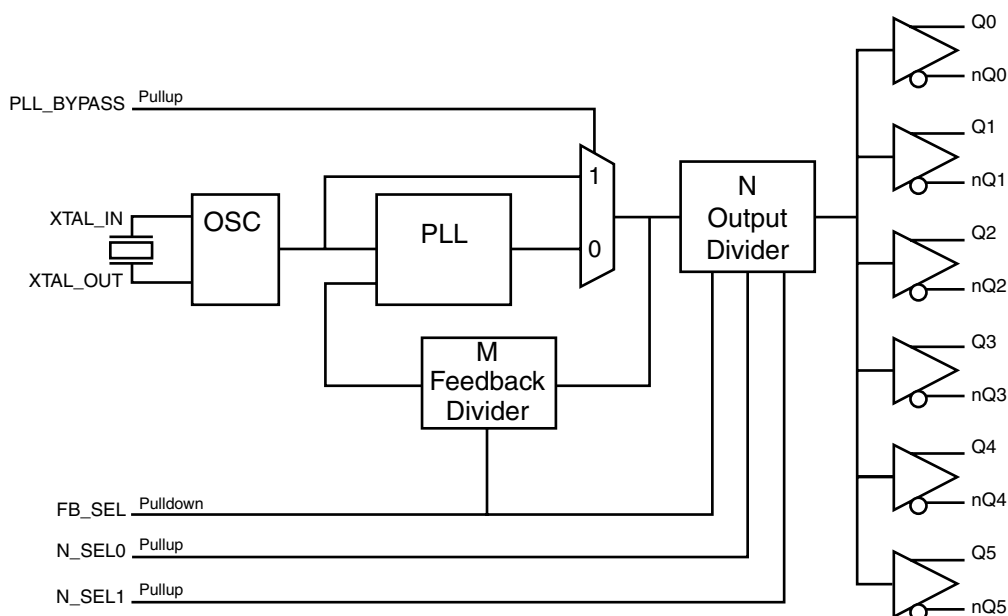 Q0
nQ0
PLL_BYPASS Pullup
Q1
nQ1
1
0
N
Output
Divider
XTAL_IN
XTAL_OUT
OSC
PLL
Q2
nQ2
M
Feedback
Divider
Q3
nQ3
Q4
nQ4
FB_SEL Pulldown
N_SEL0 Pullup
N_SEL1 Pullup
Q5
nQ5